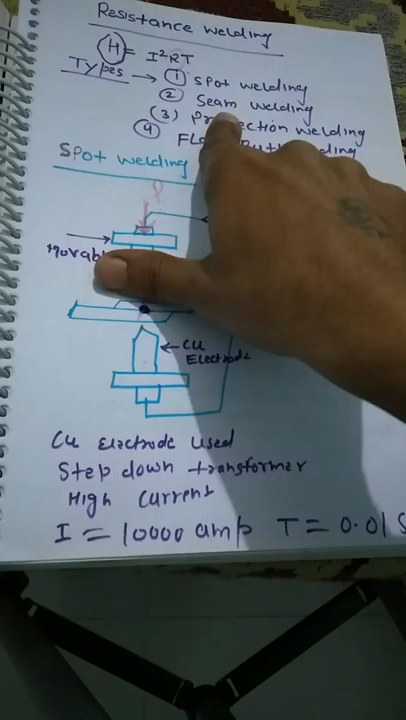 Resistance welding
H = I²RT
Types → ① Spot welding
② Seam welding
(3) welding
④
Spot welding
P
← CU
Electrode
Cu Electrode Used
Step down transformer
High Current
I = 10000 amp T = 0.01 S